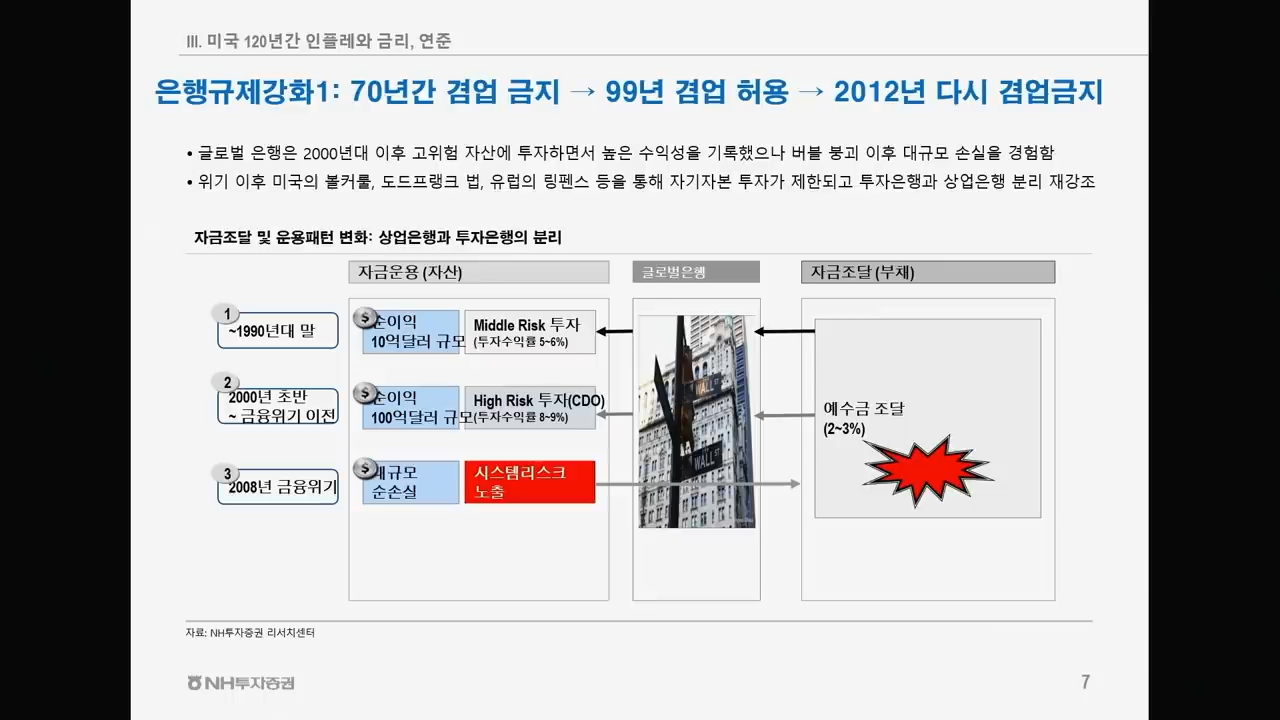 III. 미국 120년간 인플레와 금리, 연준
은행규제강화1: 70년간 겸업 금지 → 99년 겸업 허용 → 2012년 다시 겸업금지
• 글로벌 은행은 2000년대 이후 고위험 자산에 투자하면서 높은 수익성을 기록했으나 버블 붕괴 이후 대규모 손실을 경험함
• 위기 이후 미국의 볼커룰, 도드프랭크 법, 유럽의 링펜스 등을 통해 자기자본 투자가 제한되고 투자은행과 상업은행 분리 재강조
자금조달 및 운용패턴 변화: 상업은행과 투자은행의 분리
자금운용 (자산)
글로벌은행
자금조달 (부채)
1
~1990년대 말
$
순이익
10억달러 규모
Middle Risk 투자
(투자수익률 5~6%)
2
2000년 초반
~ 금융위기 이전
$
순이익
100억달러 규모
High Risk 투자(CDO)
(투자수익률 8~9%)
3
2008년 금융위기
$
대규모
순손실
시스템리스크
노출
WALL ST
WALL ST
예수금 조달
(2~3%)
자료: NH투자증권 리서치센터
NH투자증권
7